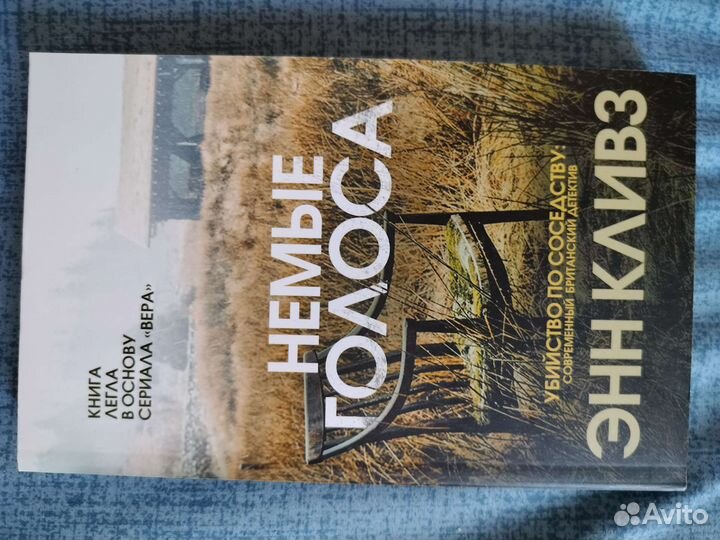 КНИГА
ЛЕГЛА
В ОСНОВУ
СЕРИАЛА «ВЕРА»
НЕМЫЕ
ГОЛОСА
УБИЙСТВО ПО СОСЕДСТВУ:
СОВРЕМЕННЫЙ БРИТАНСКИЙ ДЕТЕКТИВ
ЭНН КЛИВЗ
Avito